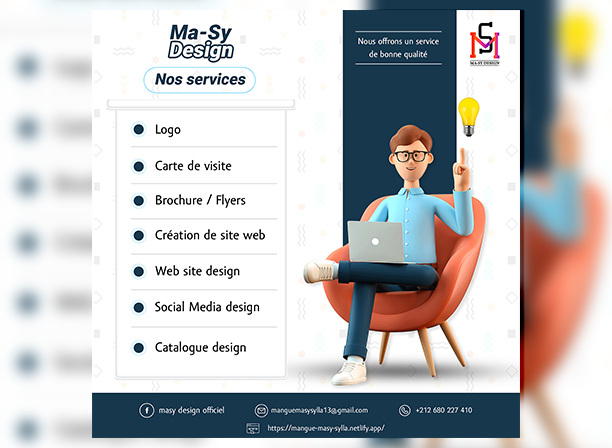 Ma-Sy
Design
Nos services
Nous offrons un service
de bonne qualité
SM
MA-SY DESIGN
Logo
Carte de visite
Brochure / Flyers
Création de site web
Web site design
Social Media design
Catalogue design
masy design officiel
manguemasysylla13@gmail.com
+212 680 227 410
https://mangue-masy-sylla.netlify.app/